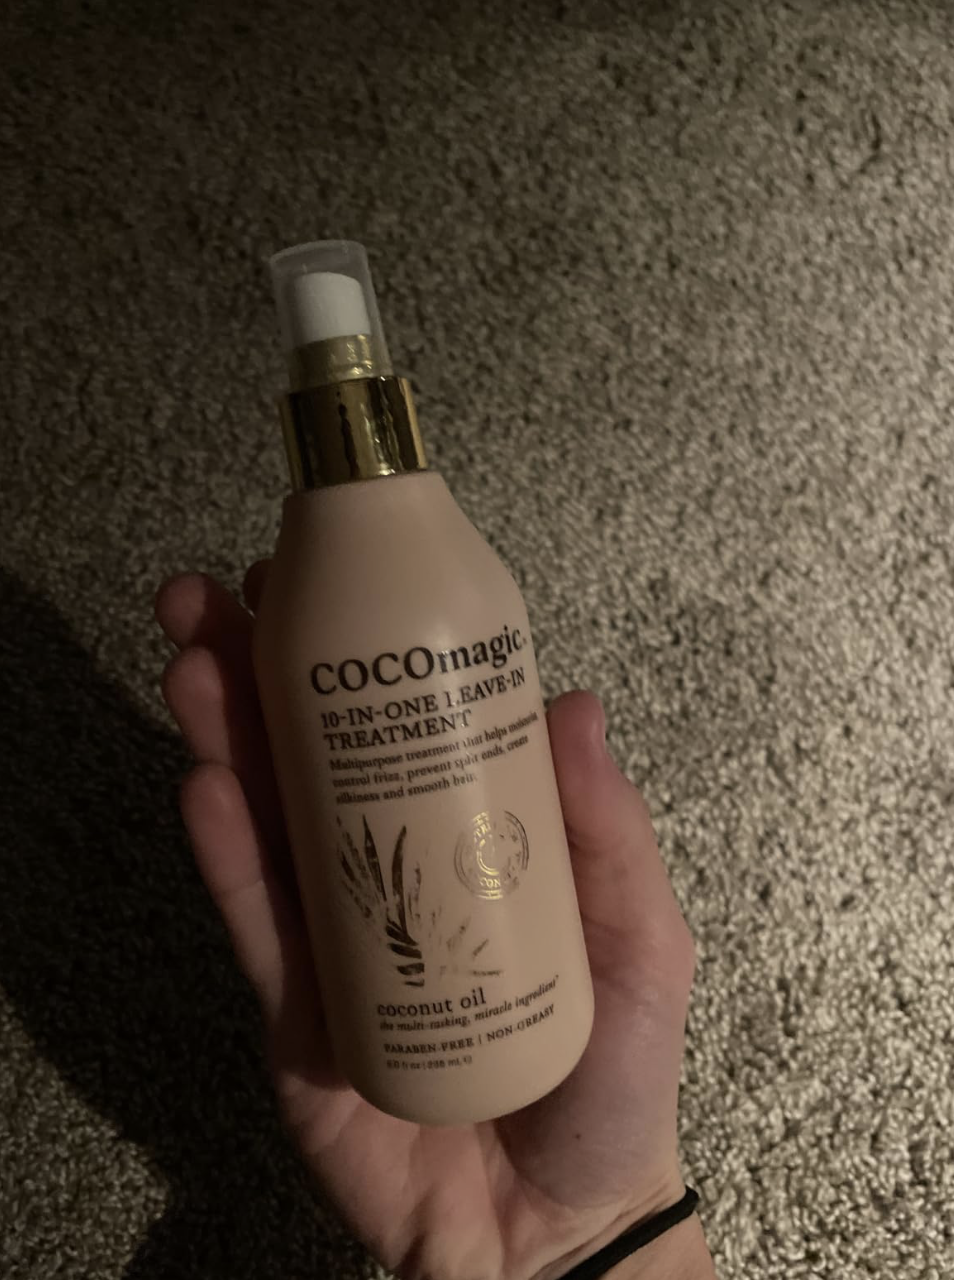 COCOmagic.
10-IN-ONE LEAVE-IN
TREATMENT
Multipurpose treatment that helps moisturize
control frizz, prevent split ends, create
silkiness and smooth hair.
coconut oil
the multi-tasking, miracle ingredient
PARABEN-FREE | NON-GREASY